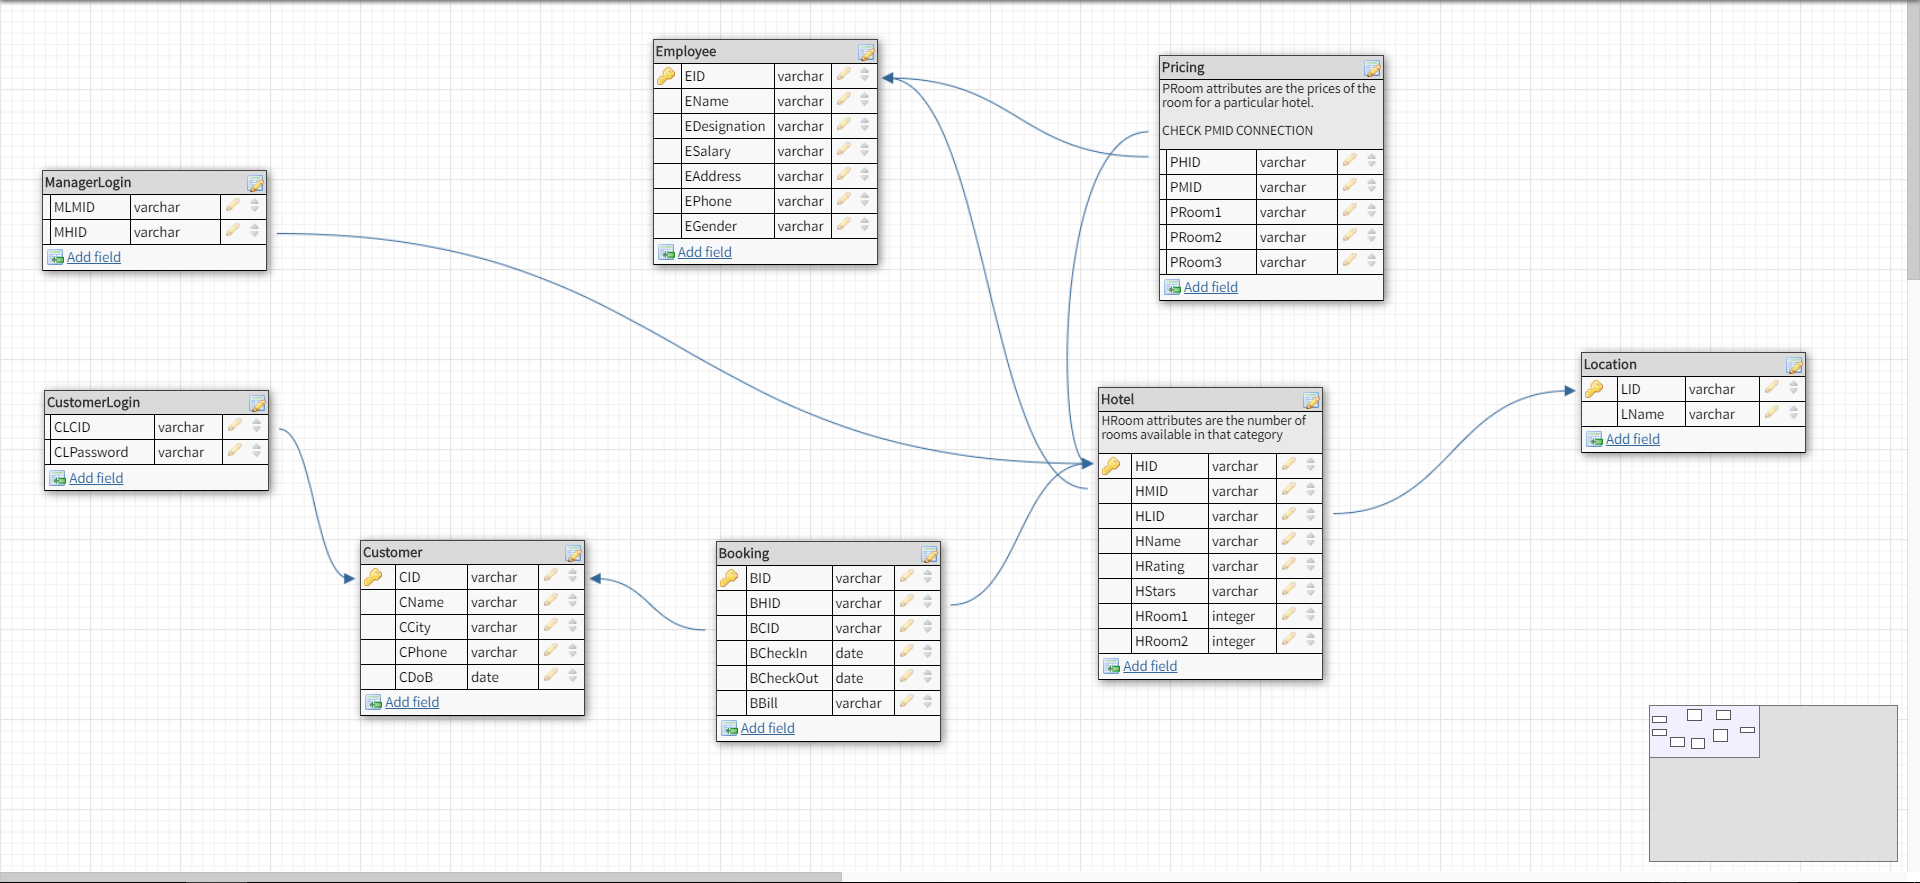 Employee
EID varchar
EName varchar
EDesignation varchar
ESalary varchar
EAddress varchar
EPhone varchar
EGender varchar
Add field
Pricing
PRoom attributes are the prices of the
room for a particular hotel.
CHECK PMID CONNECTION
PHID varchar
PMID varchar
PRoom1 varchar
PRoom2 varchar
PRoom3 varchar
Add field
ManagerLogin
MLMID varchar
MHID varchar
Add field
CustomerLogin
CLCID varchar
CLPassword varchar
Add field
Hotel
HRoom attributes are the number of
rooms available in that category
HID varchar
HMID varchar
HLID varchar
HName varchar
HRating varchar
HStars varchar
HRoom1 integer
HRoom2 integer
Add field
Location
LID varchar
LName varchar
Add field
Customer
CID varchar
CName varchar
CCity varchar
CPhone varchar
CDoB date
Add field
Booking
BID varchar
BHID varchar
BCID varchar
BCheckIn date
BCheckOut date
BBill varchar
Add field